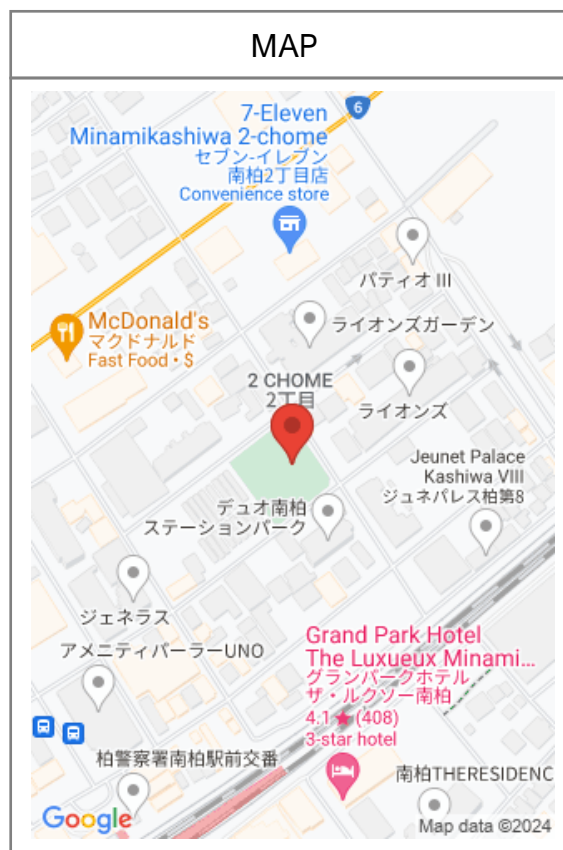 MAP
6
7-Eleven
Minamikashiwa 2-chome
セブン-イレブン
南柏2丁目店
Convenience store
パティオ III
McDonald's
マクドナルド
Fast Food • $
ライオンズガーデン
2 CHOME
2丁目
ライオンズ
Jeunet Palace
Kashiwa VIII
ジュネパレス柏第8
デュオ南柏
ステーションパーク
ジェネラス
アメニティパーラーUNO
Grand Park Hotel
The Luxueux Minami...
グランパークホテル
ザ・ルクソー南柏
4.1 ★ (408)
3-star hotel
柏警察署南柏駅前交番
南柏THERESIDENC
Google
Map data ©2024